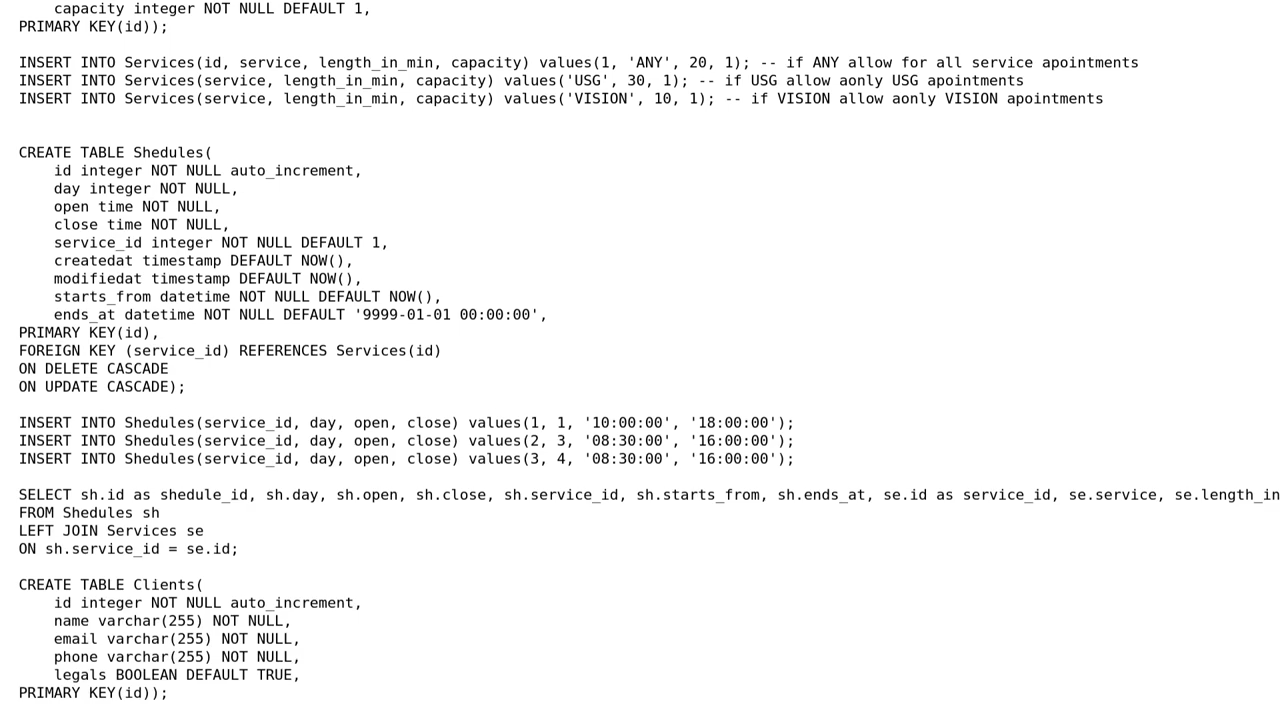 capacity integer NOT NULL DEFAULT 1,
PRIMARY KEY(id));
INSERT INTO Services(id, service, length_in_min, capacity) values(1, 'ANY', 20, 1); -- if ANY allow for all service apointments
INSERT INTO Services(service, length_in_min, capacity) values('USG', 30, 1); -- if USG allow aonly USG apointments
INSERT INTO Services(service, length_in_min, capacity) values('VISION', 10, 1); -- if VISION allow aonly VISION apointments
CREATE TABLE Shedules(
id integer NOT NULL auto_increment,
day integer NOT NULL,
open time NOT NULL,
close time NOT NULL,
service_id integer NOT NULL DEFAULT 1,
createdat timestamp DEFAULT NOW(),
modifiedat timestamp DEFAULT NOW(),
starts_from datetime NOT NULL DEFAULT NOW(),
ends_at datetime NOT NULL DEFAULT '9999-01-01 00:00:00',
PRIMARY KEY(id),
FOREIGN KEY (service_id) REFERENCES Services(id)
ON DELETE CASCADE
ON UPDATE CASCADE);
INSERT INTO Shedules(service_id, day, open, close) values(1, 1, '10:00:00', '18:00:00');
INSERT INTO Shedules(service_id, day, open, close) values(2, 3, '08:30:00', '16:00:00');
INSERT INTO Shedules(service_id, day, open, close) values(3, 4, '08:30:00', '16:00:00');
SELECT sh.id as shedule_id, sh.day, sh.open, sh.close, sh.service_id, sh.starts_from, sh.ends_at, se.id as service_id, se.service, se.length_in
FROM Shedules sh
LEFT JOIN Services se
ON sh.service_id = se.id;
CREATE TABLE Clients(
id integer NOT NULL auto_increment,
name varchar(255) NOT NULL,
email varchar(255) NOT NULL,
phone varchar(255) NOT NULL,
legals BOOLEAN DEFAULT TRUE,
PRIMARY KEY(id));